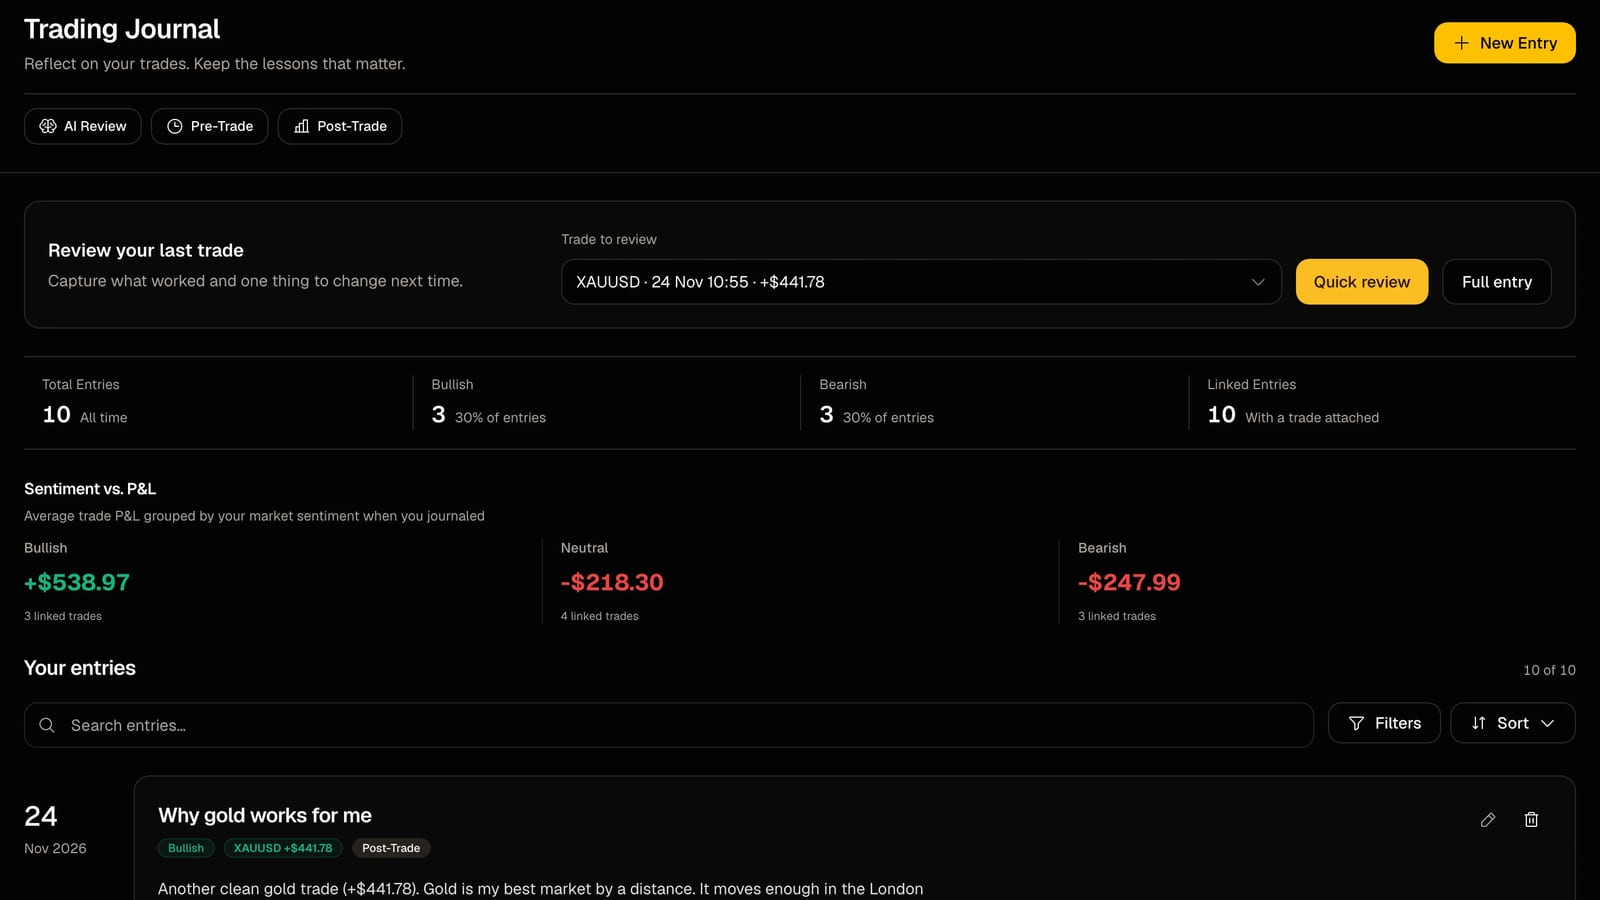 Trading Journal
Reflect on your trades. Keep the lessons that matter.
New Entry
AI Review
Pre-Trade
Post-Trade
Review your last trade
Capture what worked and one thing to change next time.
Trade to review
XAUUSD · 24 Nov 10:55 · +$441.78
Quick review
Full entry
Total Entries
10 All time
Bullish
3 30% of entries
Bearish
3 30% of entries
Linked Entries
10 With a trade attached
Sentiment vs. P&L
Average trade P&L grouped by your market sentiment when you journaled
Bullish
+$538.97
3 linked trades
Neutral
-$218.30
4 linked trades
Bearish
-$247.99
3 linked trades
Your entries
10 of 10
Search entries...
Filters
Sort
24
Nov 2026
Why gold works for me
Bullish
XAUUSD +$441.78
Post-Trade
Another clean gold trade (+$441.78). Gold is my best market by a distance. It moves enough in the London